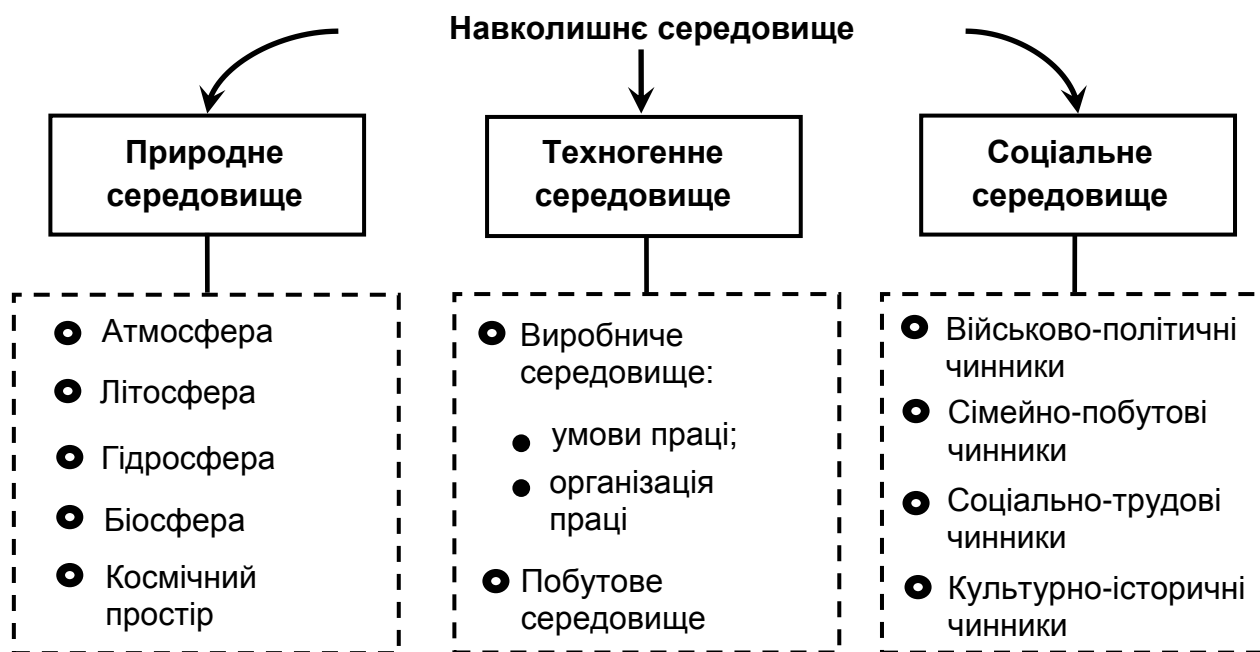 Навколишнє середовище
Природне
середовище
Атмосфера
Літосфера
Гідросфера
Біосфера
Космічний
простір
Техногенне
середовище
Виробниче
середовище:
умови праці;
організація
праці
Побутове
середовище
Соціальне
середовище
Військово-політичні
чинники
Сімейно-побутові
чинники
Соціально-трудові
чинники
Культурно-історичні
чинники